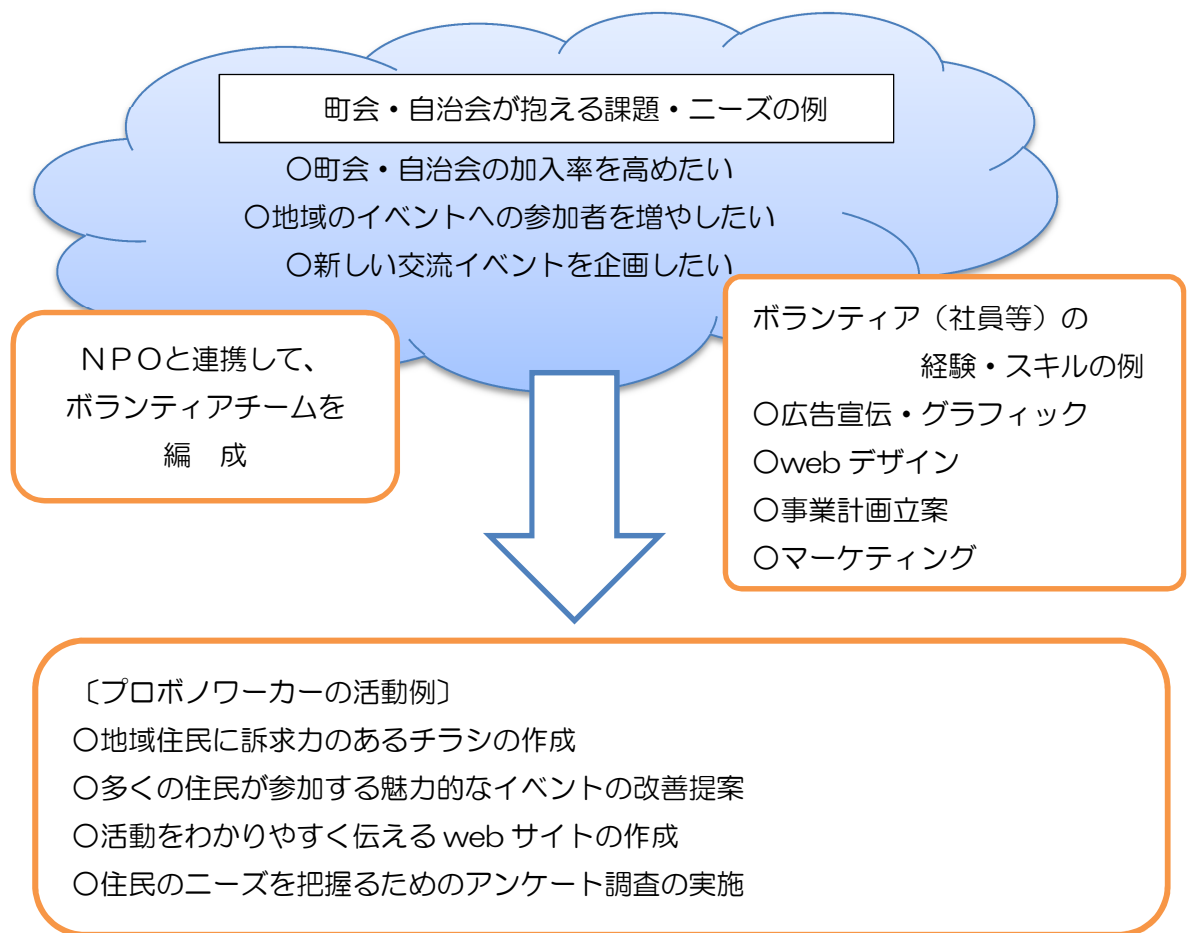 町会・自治会が抱える課題・ニーズの例
〇町会・自治会の加入率を高めたい
〇地域のイベントへの参加者を増やしたい
〇新しい交流イベントを企画したい
ＮＰＯと連携して、
ボランティアチームを
編　成
ボランティア（社員等）の
経験・スキルの例
〇広告宣伝・グラフィック
〇web デザイン
〇事業計画立案
〇マーケティング
〔プロボノワーカーの活動例〕
〇地域住民に訴求力のあるチラシの作成
〇多くの住民が参加する魅力的なイベントの改善提案
〇活動をわかりやすく伝える web サイトの作成
〇住民のニーズを把握るためのアンケート調査の実施